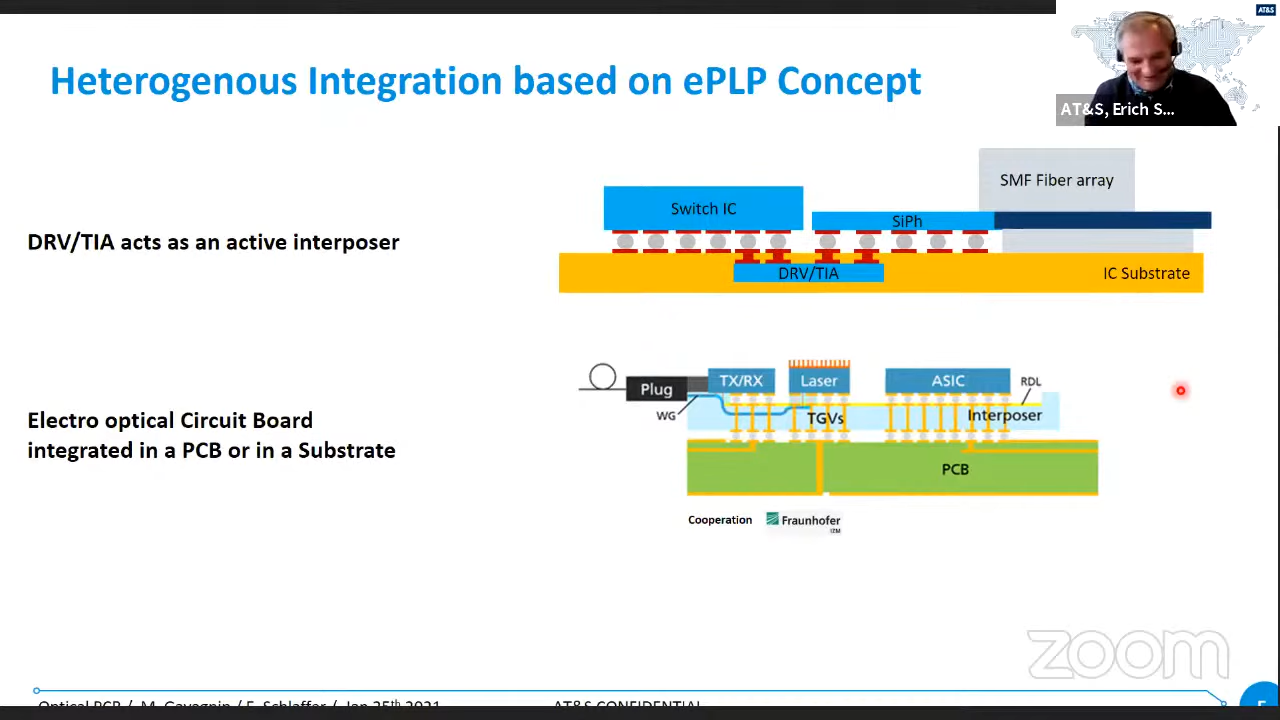 AT&S
Heterogenous Integration based on ePLP Concept
AT&S, Erich S...
SMF Fiber array
Switch IC
SiPh
DRV/TIA acts as an active interposer
DRV/TIA
IC Substrate
Plug
TX/RX
Laser
ASIC
RDL
WG
TGVs
Interposer
Electro optical Circuit Board
integrated in a PCB or in a Substrate
PCB
Cooperation
Fraunhofer
IZM
zoom
Optical PCB / M. Gavagnin / E. Schlaffer / Jan 25th 2021
AT&S CONFIDENTIAL